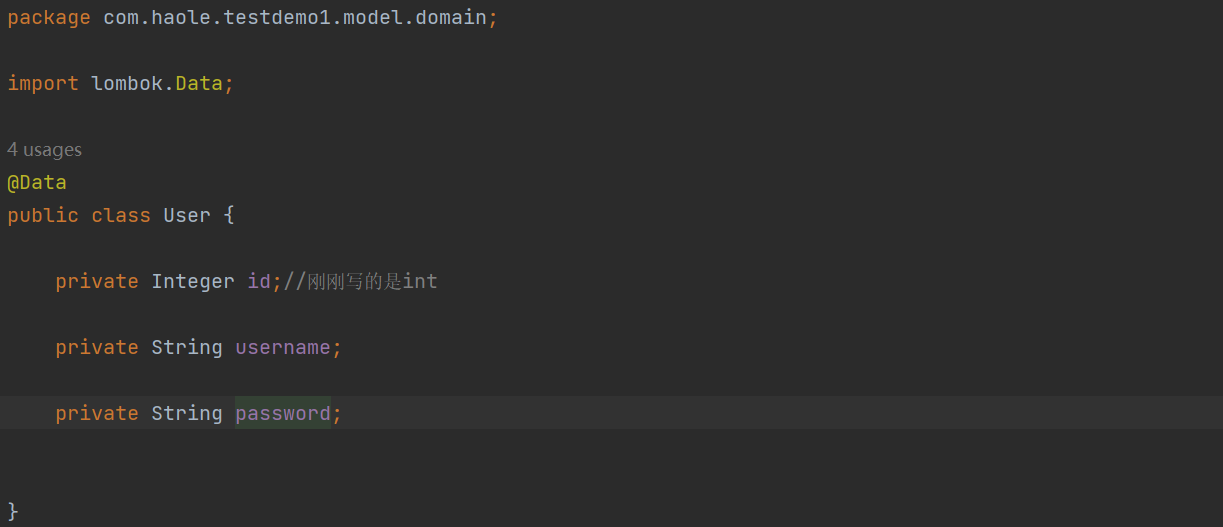 package com.haole.testdemo1.model.domain;
import lombok.Data;
4 usages
@Data
public class User {
private Integer id;//刚刚写的是int
private String username;
private String password;
}